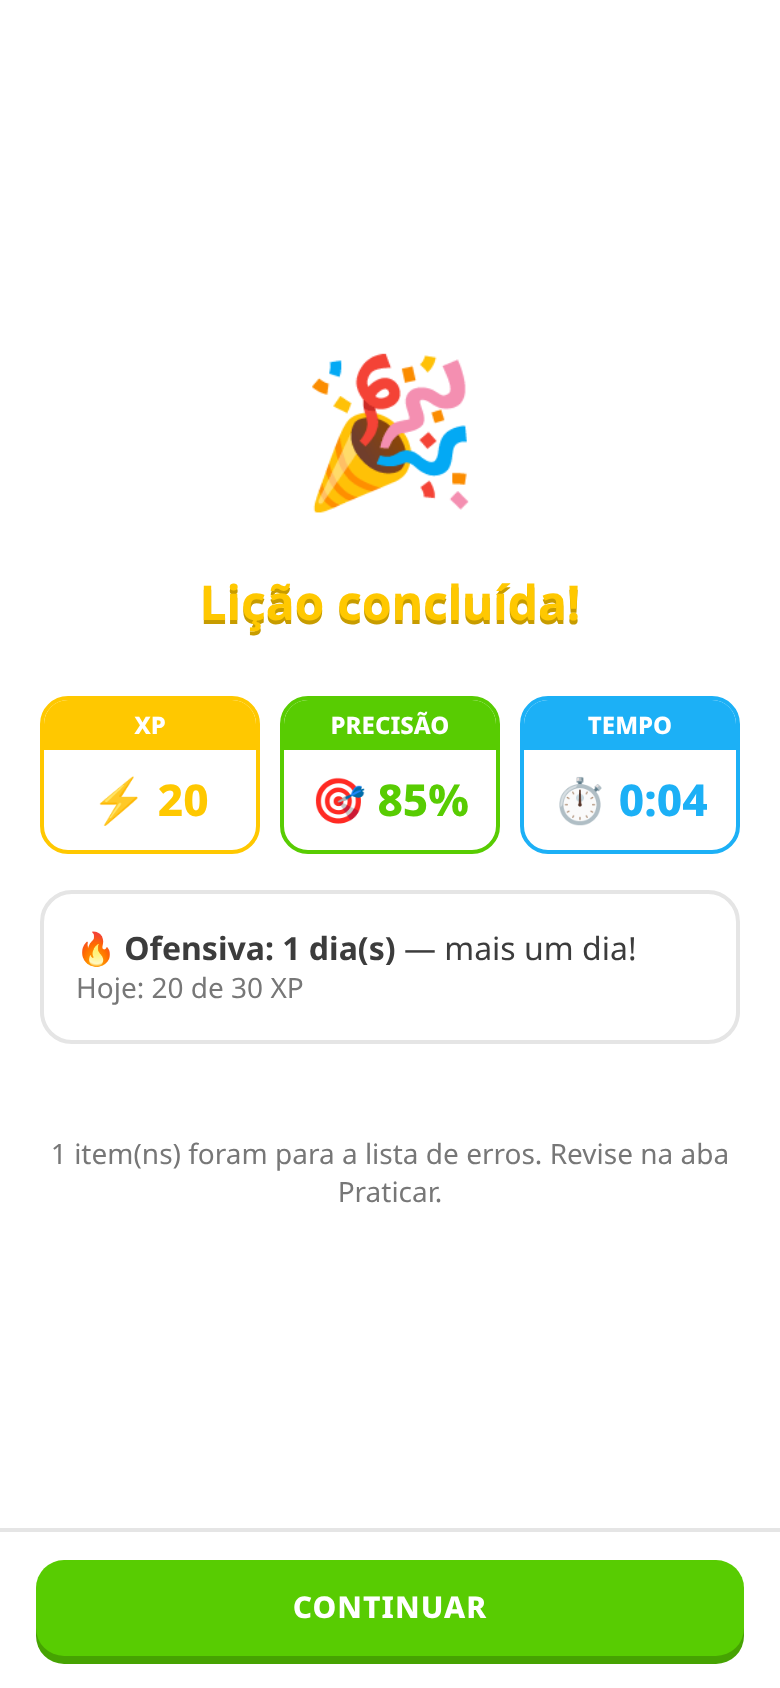 Lição concluída!
XP
PRECISÃO
TEMPO
20
85%
0:04
Ofensiva: 1 dia(s) — mais um dia!
Hoje: 20 de 30 XP
1 item(ns) foram para a lista de erros. Revise na aba
Praticar.
CONTINUAR